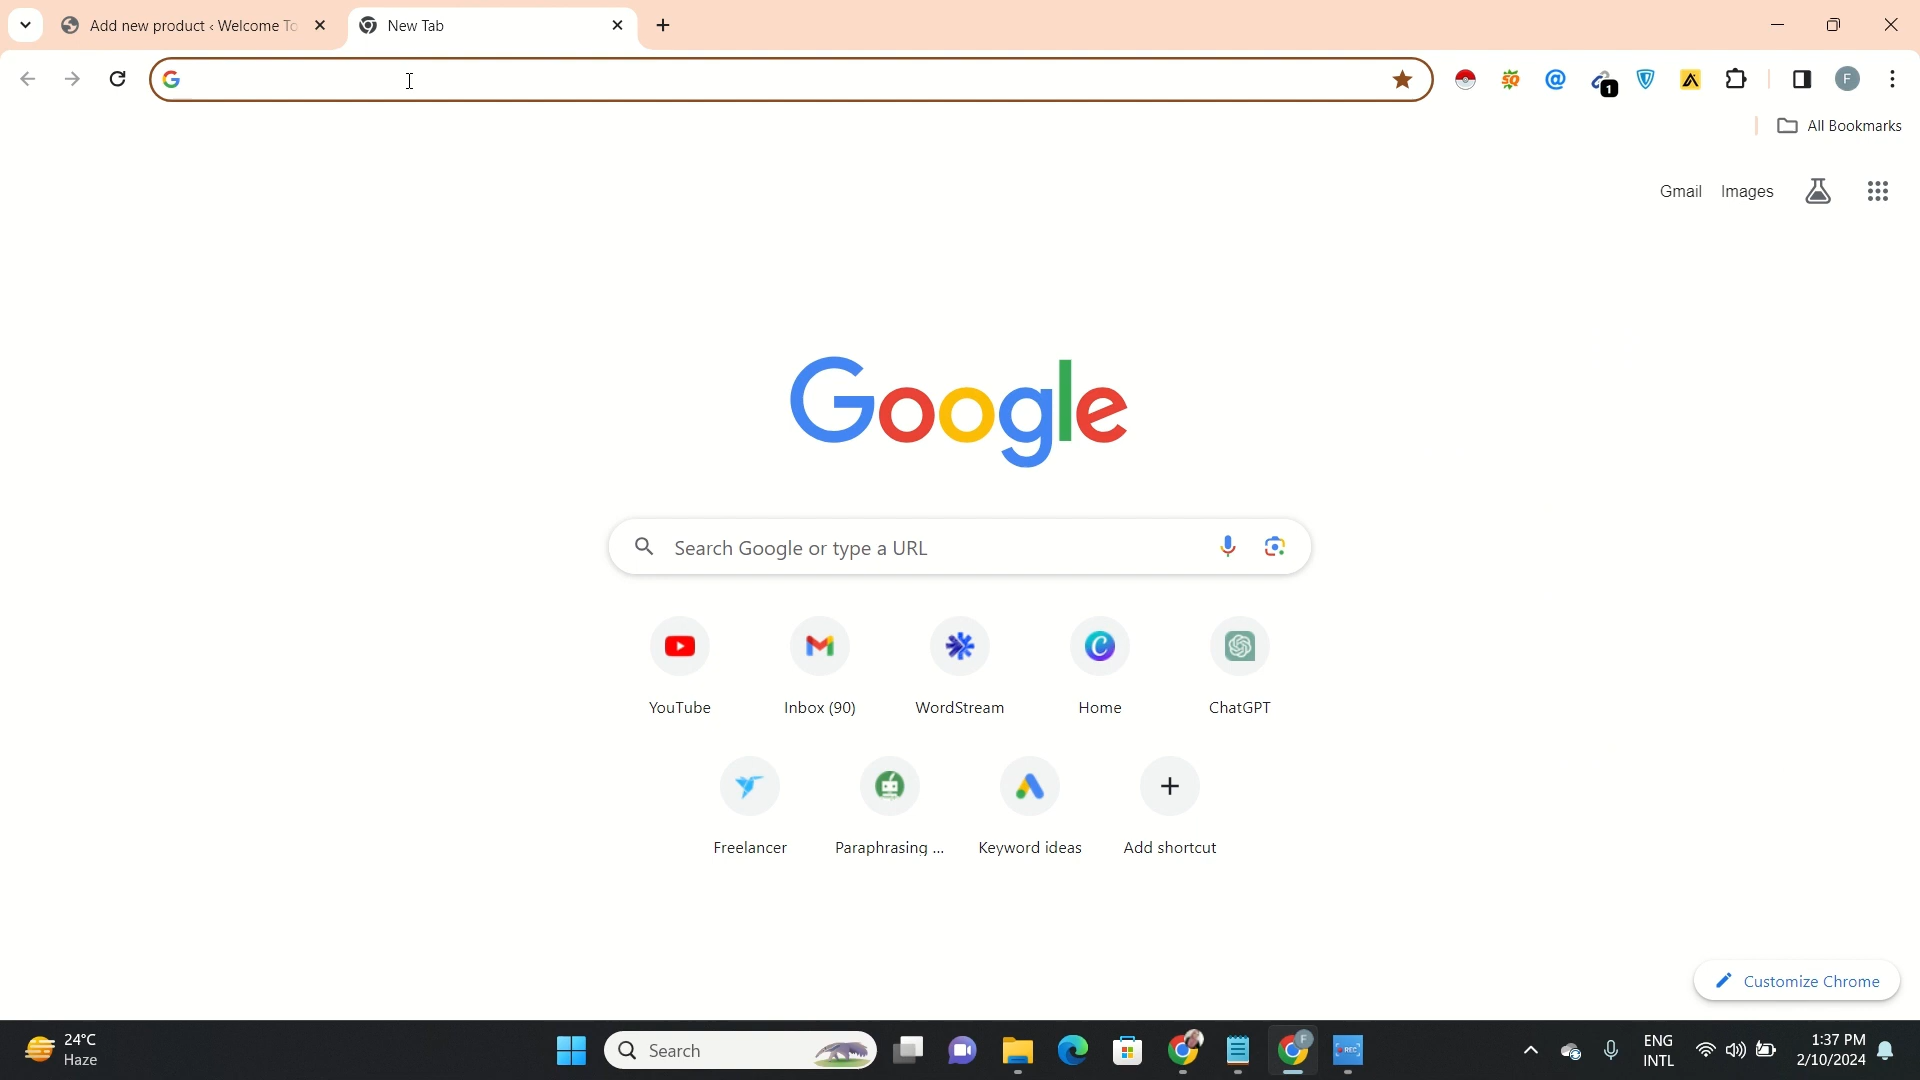 Add new product ‹ Welcome To
New Tab
1
F
All Bookmarks
Gmail
Images
Google
Search Google or type a URL
YouTube
Inbox (90)
WordStream
Home
ChatGPT
Freelancer
Paraphrasing ...
Keyword ideas
Add shortcut
Customize Chrome
24°C
Haze
Search
F
REC
ENG
INTL
1:37 PM
2/10/2024